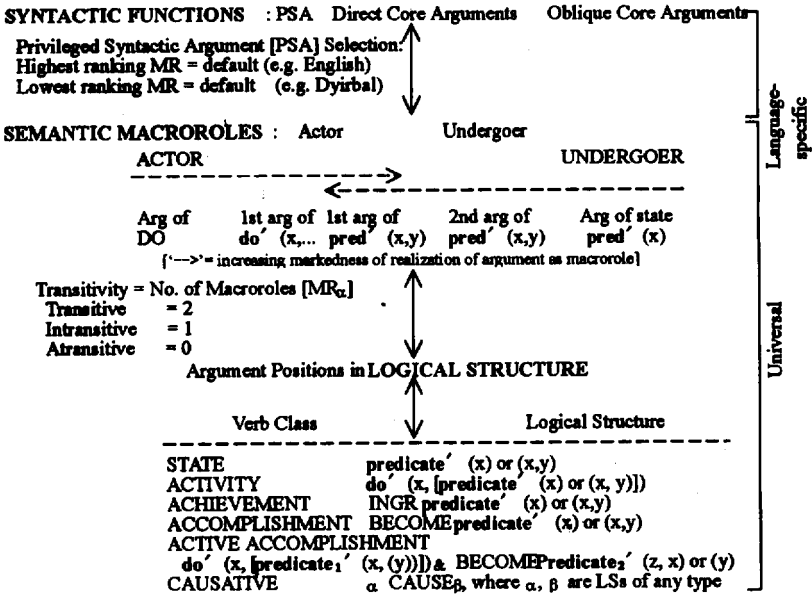 SYNTACTIC FUNCTIONS : PSA Direct Core Arguments Oblique Core Arguments
Privileged Syntactic Argument [PSA] Selection:
Highest ranking MR = default (e.g. English)
Lowest ranking MR = default (e.g. Dyirbal)
Language-specific
SEMANTIC MACROROLES : Actor Undergoer
ACTOR UNDERGOER
Arg of 1st arg of 1st arg of 2nd arg of Arg of state
DO do′ (x,... pred′ (x,y) pred′ (x,y) pred′ (x)
['-->'= increasing markedness of realization of argument as macrorole]
Transitivity = No. of Macroroles [MRα]
Transitive = 2
Intransitive = 1
Atransitive = 0
Universal
Argument Positions in LOGICAL STRUCTURE
Verb Class Logical Structure
STATE predicate′ (x) or (x,y)
ACTIVITY do′ (x, [predicate′ (x) or (x, y)])
ACHIEVEMENT INGR predicate′ (x) or (x,y)
ACCOMPLISHMENT BECOME predicate′ (x) or (x,y)
ACTIVE ACCOMPLISHMENT
do′ (x, [predicate₁′ (x, (y))]) & BECOME Predicate₂′ (z, x) or (y)
CAUSATIVE α CAUSE β, where α, β are LSs of any type